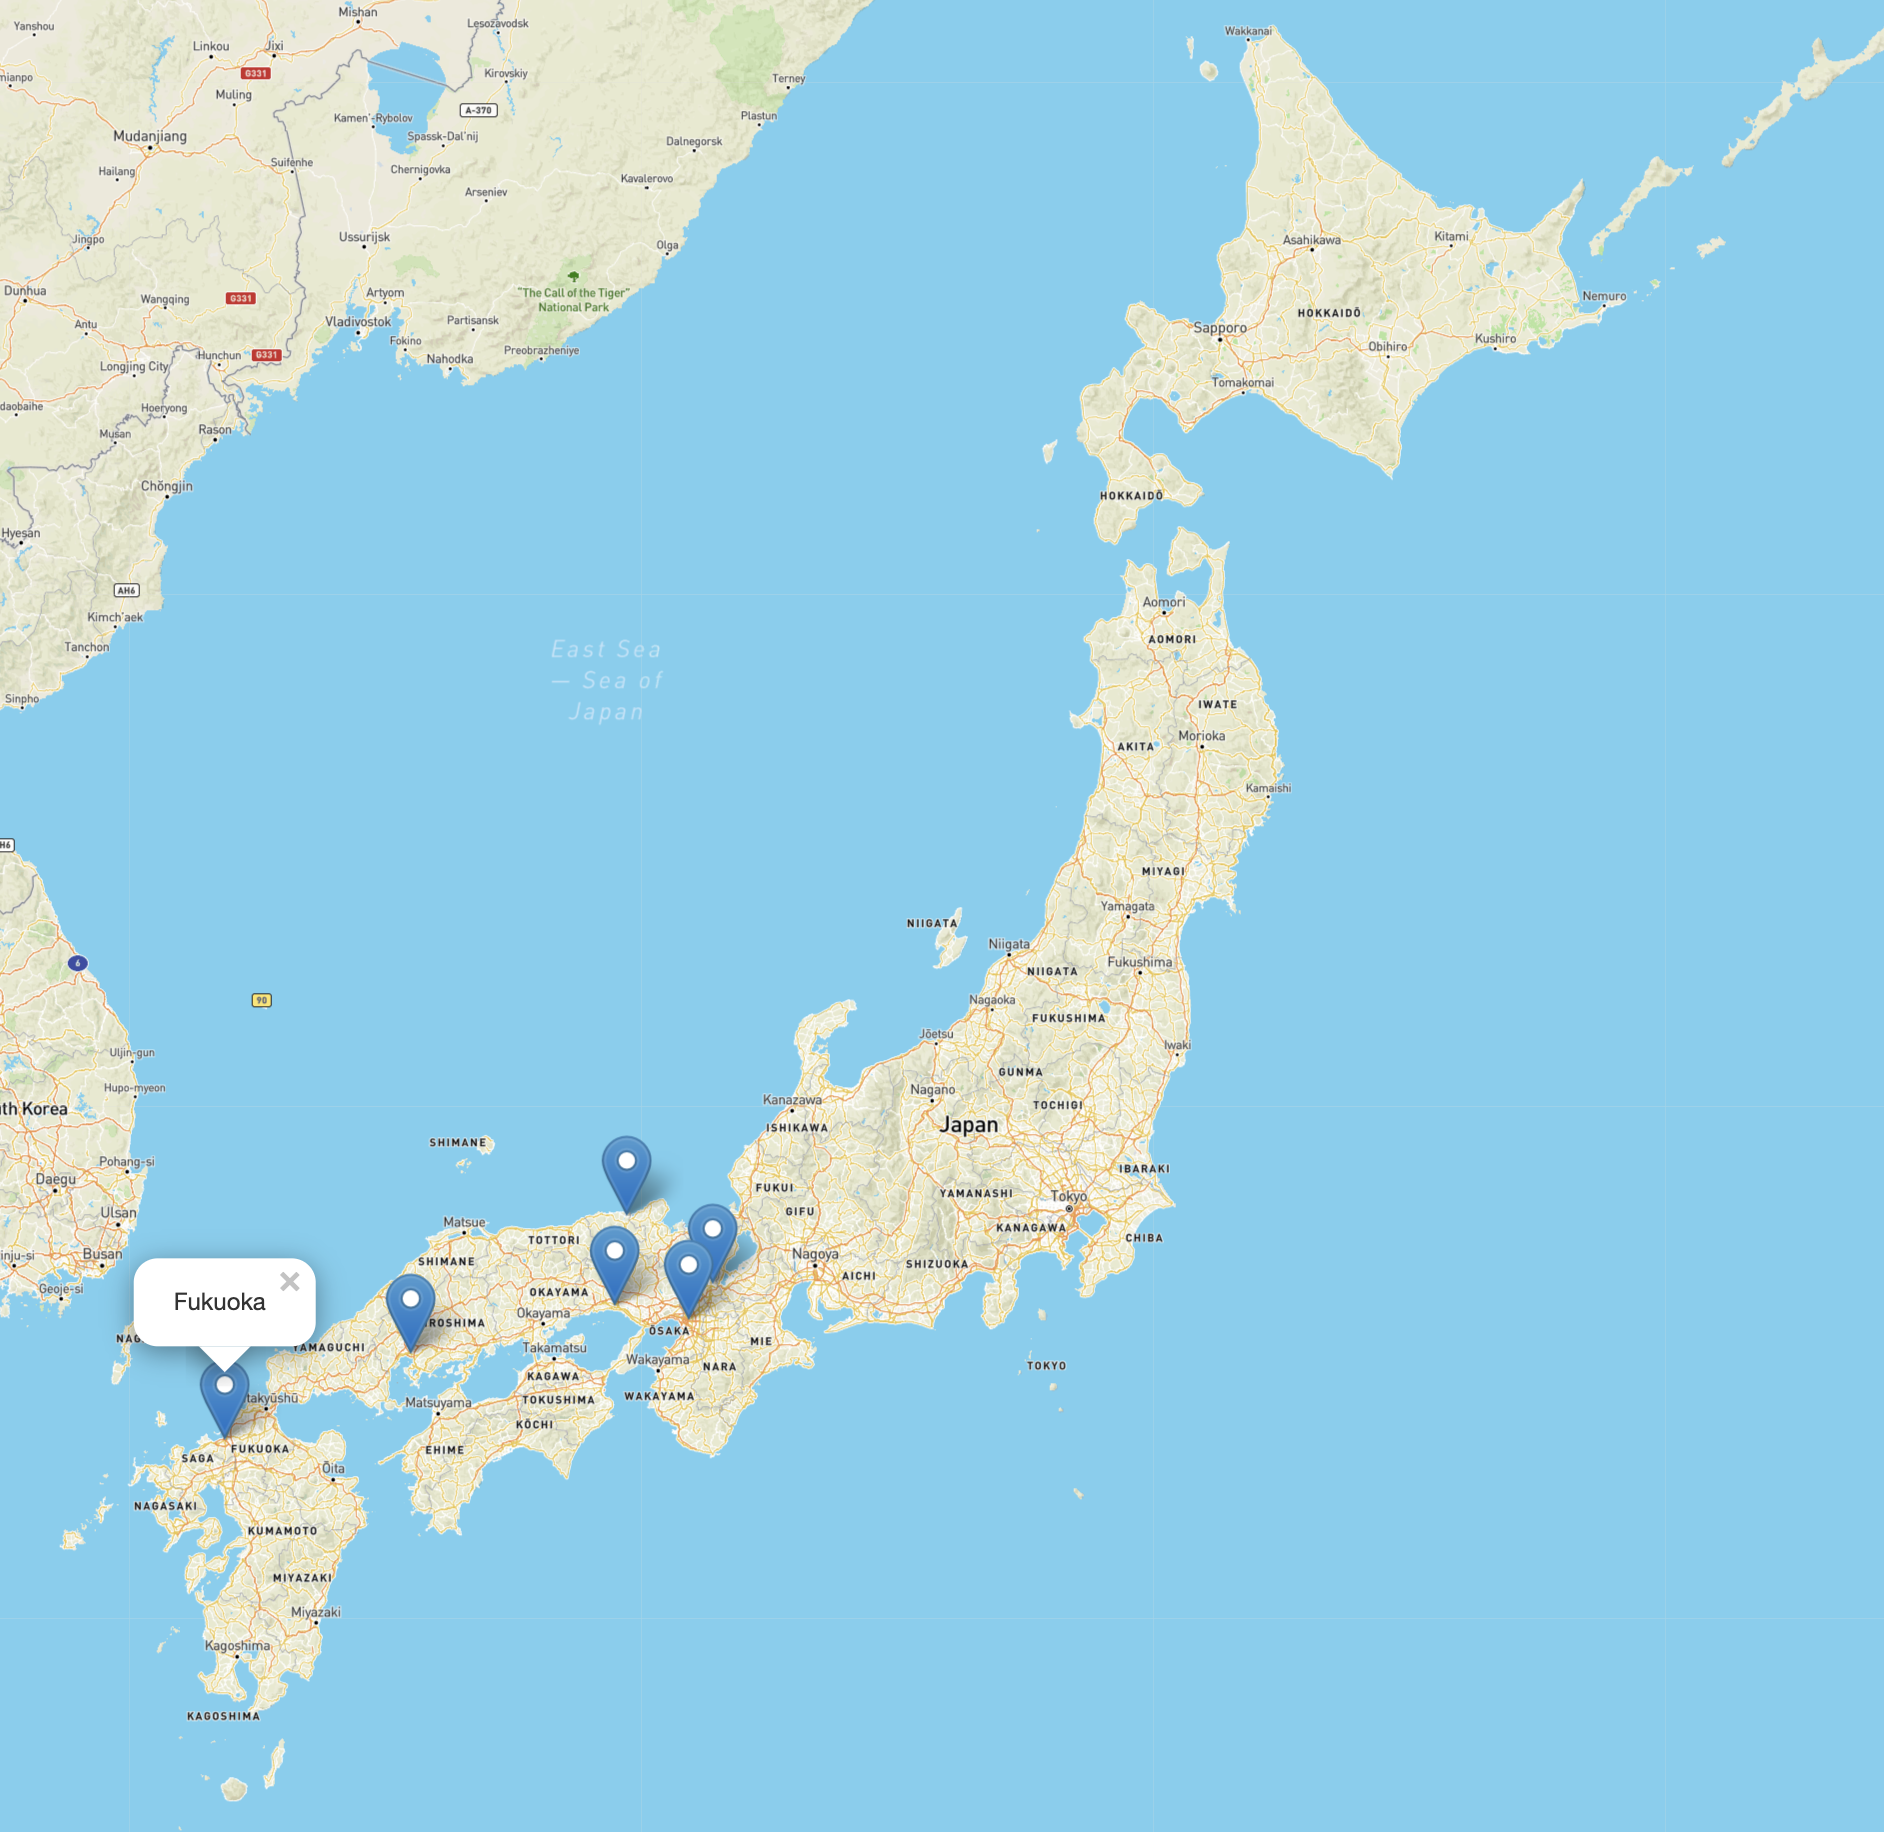 Mishan
Yanshou
Lesozavodsk
Wakkanai
Linkou
Jixi
G331
Kirovskiy
Terney
Muling
A-370
Kamen'-Rybolov
Plastun
Mudanjiang
Spassk-Dal'nij
Dalnegorsk
Hailang
Suifenhe
Chernigovka
Kavalerovo
Arseniev
Jingpo
Ussurijsk
Olga
Asahikawa
Kitami
Dunhua
Wangqing
G331
Artyom
"The Call of the Tiger"
National Park
Nemuro
HOKKAIDŌ
Antu
Vladivostok
Partisansk
Sapporo
Fokino
Kushiro
Hunchun
G331
Nahodka
Preobrazheniye
Obihiro
Longjing City
Tomakomai
daobaihe
Hoeryong
Musan
Rason
Chŏngjin
HOKKAIDŌ
Hyesan
AH6
Aomori
Kimch'aek
AOMORI
Tanchon
East Sea
— Sea of
Japan
Sinpho
IWATE
Morioka
AKITA
Kamaishi
H6
MIYAGI
Yamagata
NIIGATA
Niigata
6
Fukushima
NIIGATA
90
Nagaoka
FUKUSHIMA
Jōetsu
Iwaki
Uljin-gun
GUNMA
Hupo-myeon
Nagano
Kanazawa
TOCHIGI
th Korea
Japan
ISHIKAWA
SHIMANE
Pohang-si
IBARAKI
Daegu
FUKUI
YAMANASHI
Tokyo
Ulsan
GIFU
Matsue
KANAGAWA
TOTTORI
CHIBA
Busan
inju-si
Nagoya
SHIMANE
SHIZUOKA
AICHI
Geoje-si
OKAYAMA
Fukuoka
×
Okayama
ROSHIMA
ŌSAKA
NAG
MIE
YAMAGUCHI
Takamatsu
Wakayama
NARA
TOKYO
KAGAWA
WAKAYAMA
takyūshū
Matsuyama
TOKUSHIMA
KŌCHI
FUKUOKA
EHIME
SAGA
Ōita
NAGASAKI
KUMAMOTO
MIYAZAKI
Miyazaki
Kagoshima
KAGOSHIMA